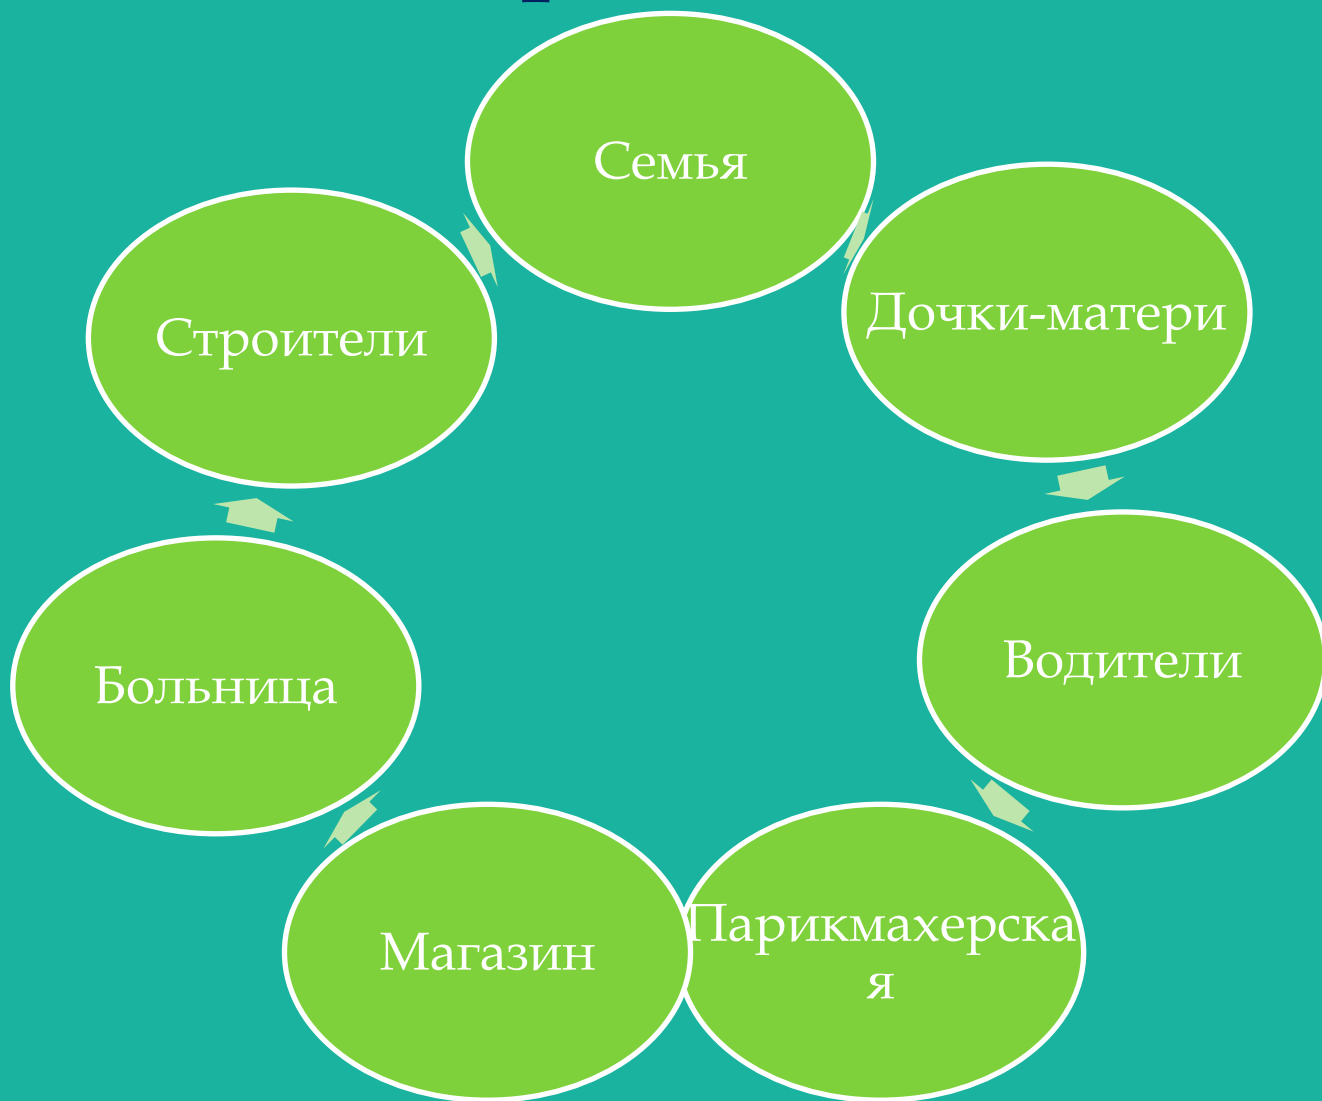 Семья
Дочки-матери
Водители
Парикмахерска
я
Магазин
Больница
Строители